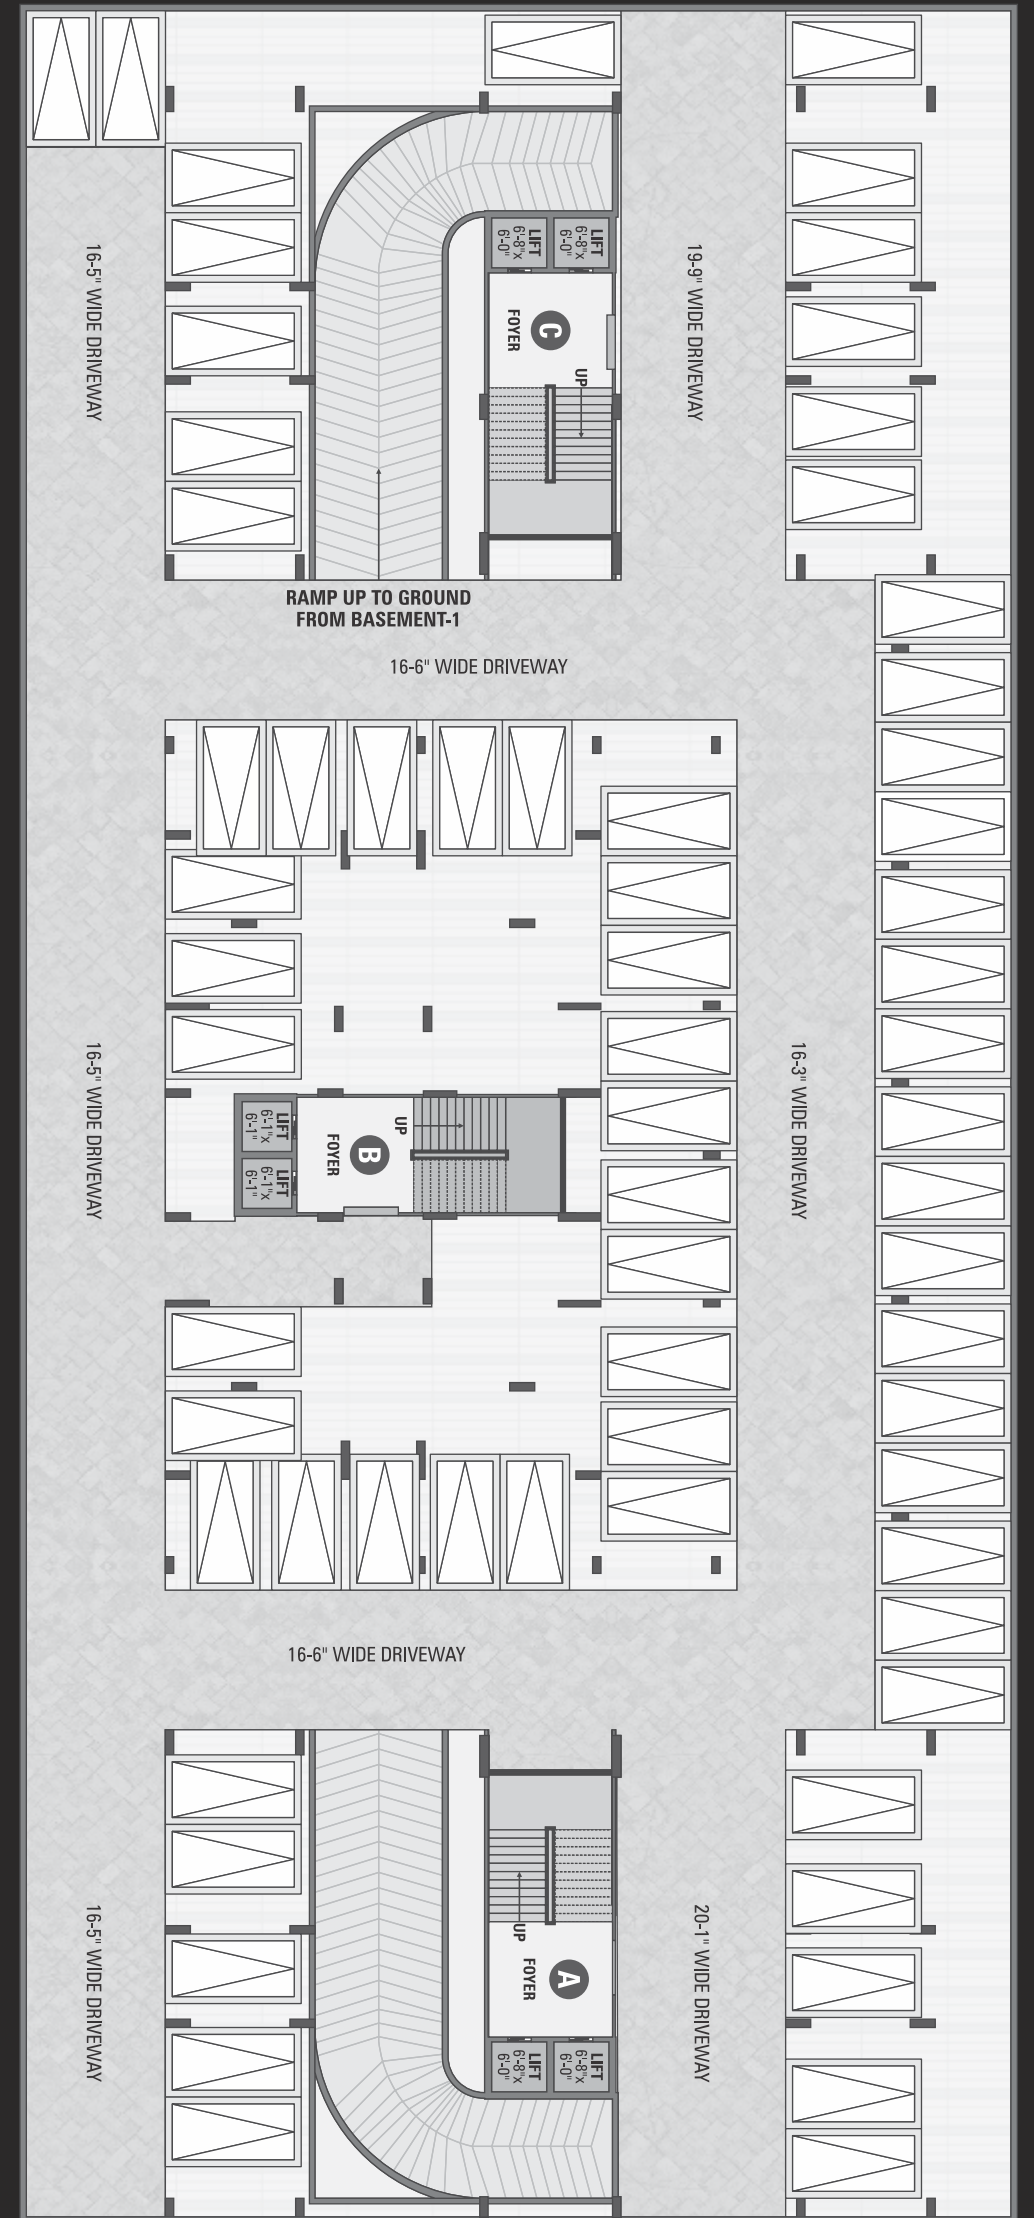 16-5" WIDE DRIVEWAY
LIFT
6'-8"x
6'-0"
LIFT
6'-8"x
6'-0"
C
FOYER
UP
19-9" WIDE DRIVEWAY
RAMP UP TO GROUND
FROM BASEMENT-1
16-6" WIDE DRIVEWAY
16-5" WIDE DRIVEWAY
LIFT
6'-1"x
6'-1"
LIFT
6'-1"x
6'-1"
FOYER
B
UP
16-3" WIDE DRIVEWAY
16-6" WIDE DRIVEWAY
16-5" WIDE DRIVEWAY
UP
FOYER
A
LIFT
6'-8"x
6'-0"
LIFT
6'-8"x
6'-0"
20-1" WIDE DRIVEWAY